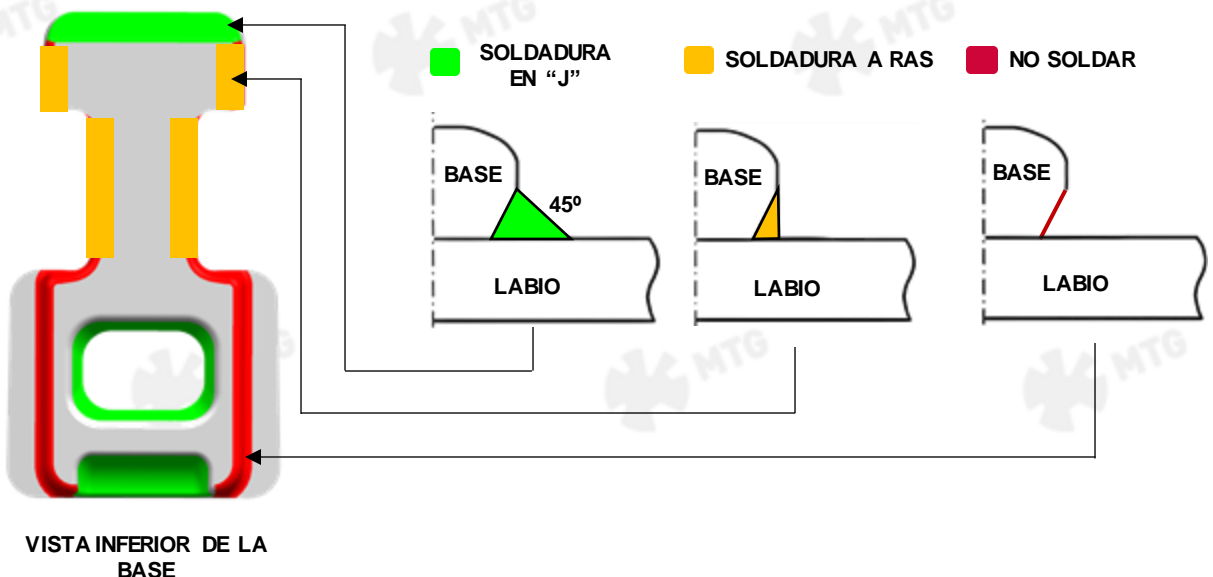 SOLDADURA
EN “J”
SOLDADURA A RAS
NO SOLDAR
BASE
45º
LABIO
BASE
LABIO
BASE
LABIO
VISTA INFERIOR DE LA
BASE
MTG
MTG
MTG
MTG
MTG